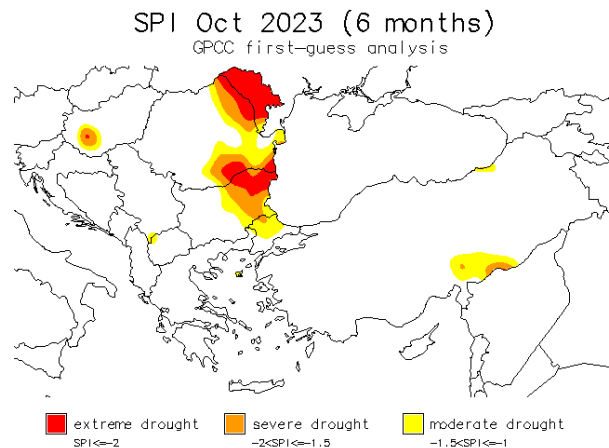 SPI Oct 2023 (6 months)
GPCC first-guess analysis
extreme drought severe drought moderate drought
SPI<=-2 -2<SPI<=-1.5 -1.5<SPI<=-1